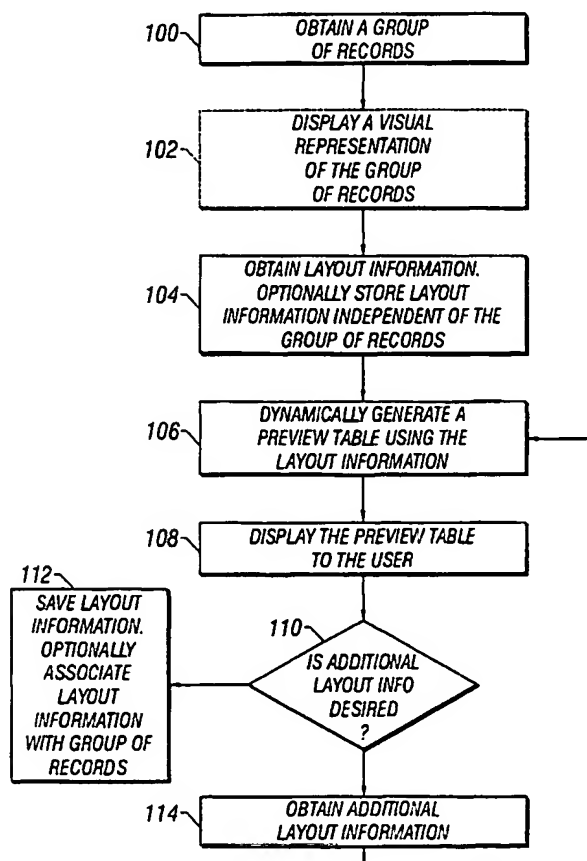 100
OBTAIN A GROUP
OF RECORDS
102
DISPLAY A VISUAL
REPRESENTATION
OF THE GROUP
OF RECORDS
104
OBTAIN LAYOUT INFORMATION.
OPTIONALLY STORE LAYOUT
INFORMATION INDEPENDENT OF THE
GROUP OF RECORDS
106
DYNAMICALLY GENERATE A
PREVIEW TABLE USING THE
LAYOUT INFORMATION
108
DISPLAY THE PREVIEW TABLE
TO THE USER
112
SAVE LAYOUT
INFORMATION.
OPTIONALLY
ASSOCIATE
LAYOUT
INFORMATION
WITH GROUP OF
RECORDS
110
IS ADDITIONAL
LAYOUT INFO
DESIRED
?
114
OBTAIN ADDITIONAL
LAYOUT INFORMATION